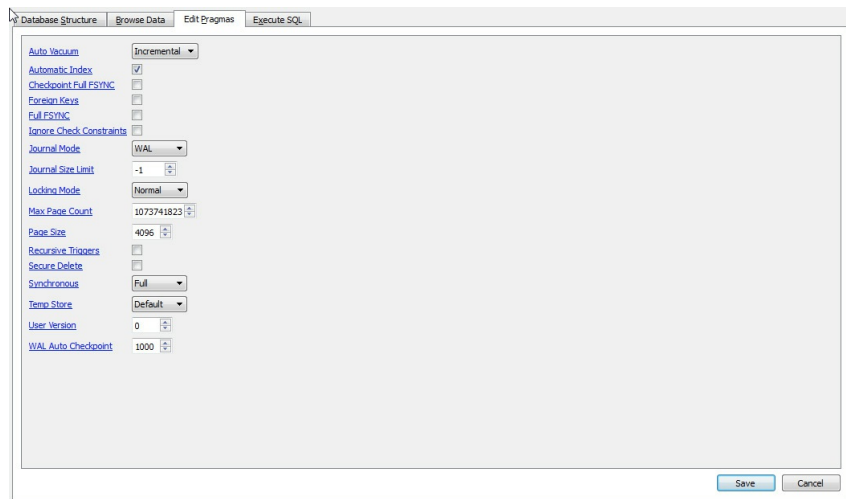 Database Structure Browse Data Edit Pragmas Execute SQL
Auto Vacuum Incremental
Automatic Index
Checkpoint Full FSYNC
Foreign Keys
Full FSYNC
Ignore Check Constraints
Journal Mode WAL
Journal Size Limit -1
Locking Mode Normal
Max Page Count 1073741823
Page Size 4096
Recursive Triggers
Secure Delete
Synchronous Full
Temp Store Default
User Version 0
WAL Auto Checkpoint 1000
Save Cancel